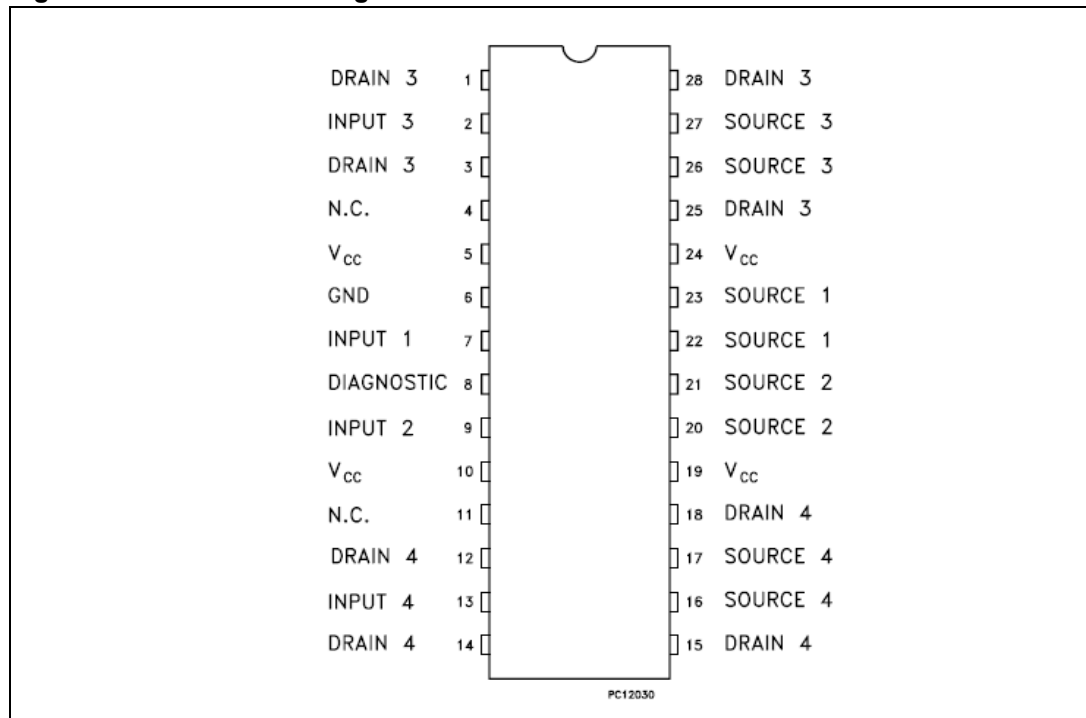 DRAIN 3 1 28 DRAIN 3
INPUT 3 2 27 SOURCE 3
DRAIN 3 3 26 SOURCE 3
N.C. 4 25 DRAIN 3
VCC 5 24 VCC
GND 6 23 SOURCE 1
INPUT 1 7 22 SOURCE 1
DIAGNOSTIC 8 21 SOURCE 2
INPUT 2 9 20 SOURCE 2
VCC 10 19 VCC
N.C. 11 18 DRAIN 4
DRAIN 4 12 17 SOURCE 4
INPUT 4 13 16 SOURCE 4
DRAIN 4 14 15 DRAIN 4
PC12030